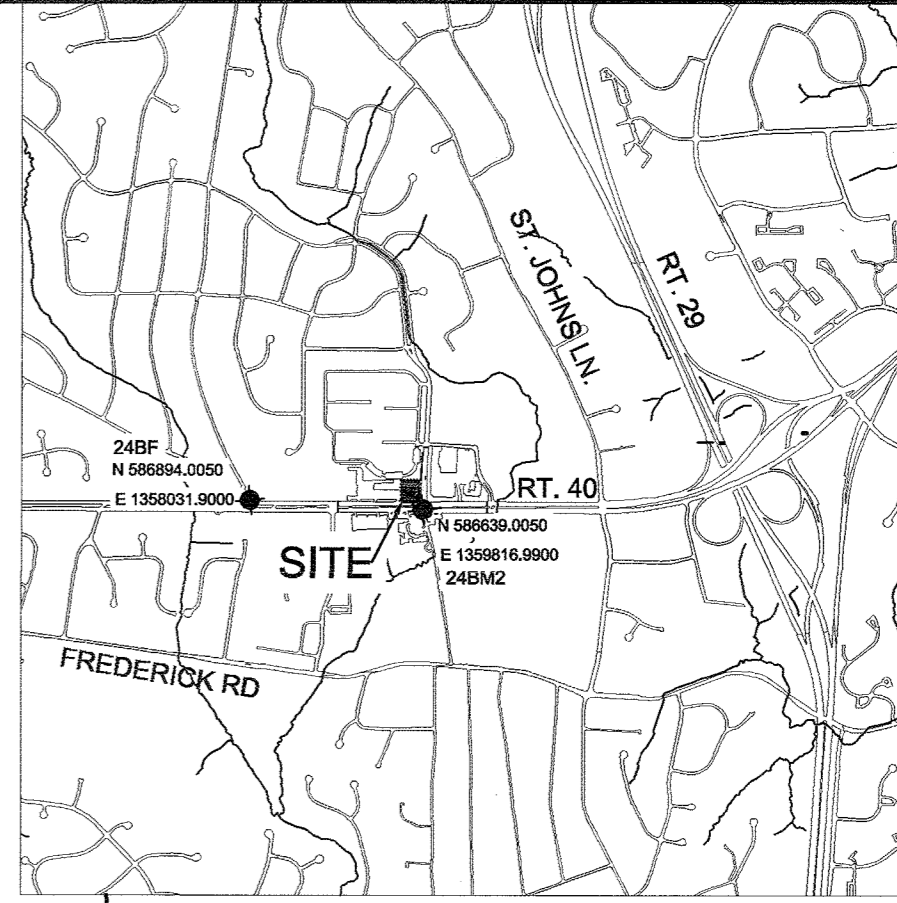 ST. JOHNS LN.
RT. 29
24BF
N 586894.0050
E 1358031.9000
RT. 40
N 586639.0050
SITE
E 1359816.9900
24BM2
FREDERICK RD